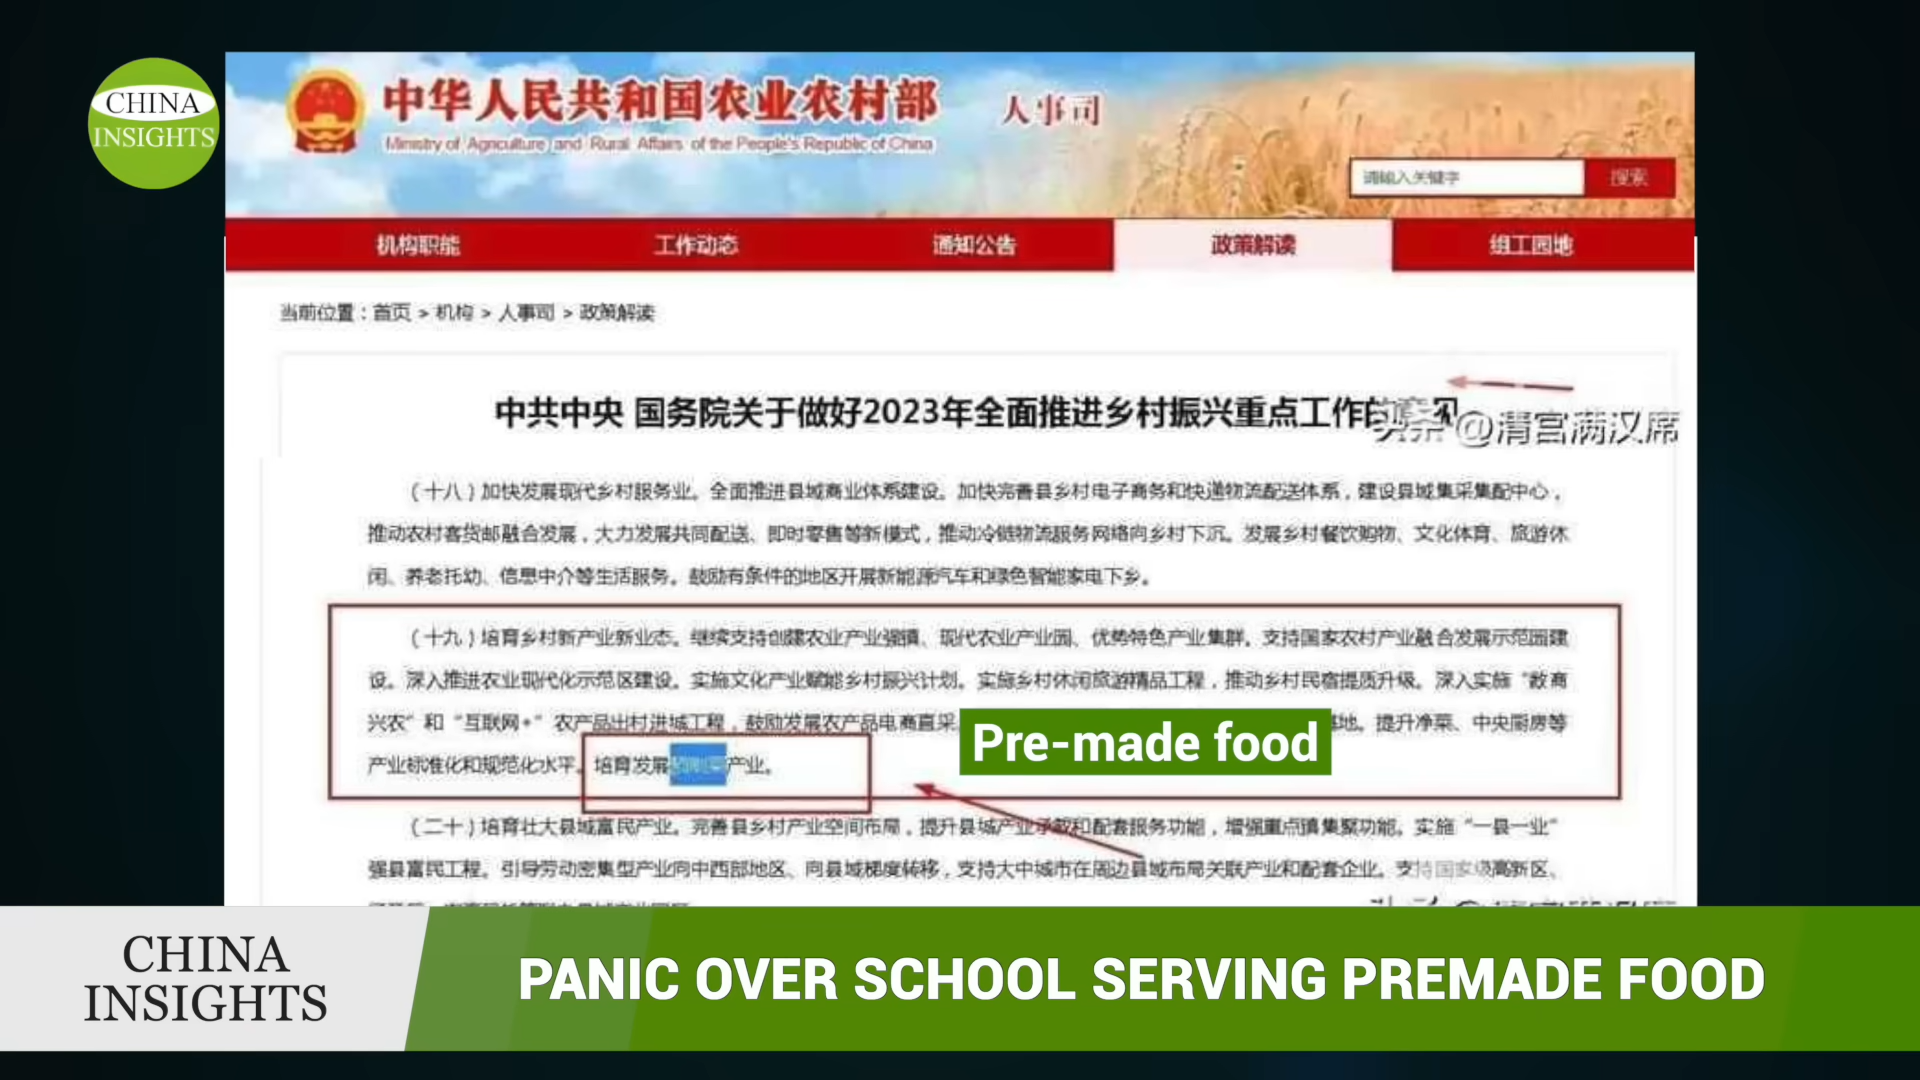 CHINA
INSIGHTS
中华人民共和国农业农村部
人事司
Ministry of Agriculture and Rural Affairs of the People's Republic of China
请输入关键字
搜索
机构职能
工作动态
通知公告
政策解读
组工园地
当前位置：首页 > 机构 > 人事司 > 政策解读
中共中央 国务院关于做好2023年全面推进乡村振兴重点工作的意见
头条 @清宫满汉席
（十八）加快发展现代乡村服务业。全面推进县域商业体系建设。加快完善县乡村电子商务和快递物流配送体系，建设县域集采集配中心，
推动农村客货邮融合发展，大力发展共同配送、即时零售等新模式，推动冷链物流服务网络向乡村下沉。发展乡村餐饮购物、文化体育、旅游休
闲、养老托幼、信息中介等生活服务。鼓励有条件的地区开展新能源汽车和绿色智能家电下乡。
（十九）培育乡村新产业新业态。继续支持创建农业产业强镇、现代农业产业园、优势特色产业集群。支持国家农村产业融合发展示范园建
设。深入推进农业现代化示范区建设。实施文化产业赋能乡村振兴计划。实施乡村休闲旅游精品工程，推动乡村民宿提质升级。深入实施“数商
兴农”和“互联网+”农产品出村进城工程，鼓励发展农产品电商直采
地。提升净菜、中央厨房等
Pre-made food
产业标准化和规范化水平。培育发展预制菜产业。
（二十）培育壮大县域富民产业。完善县乡村产业空间布局，提升县城产业承载和配套服务功能，增强重点镇集聚功能。实施“一县一业”
强县富民工程。引导劳动密集型产业向中西部地区、向县域梯度转移，支持大中城市在周边县域布局关联产业和配套企业。支持国家级高新区、
CHINA
INSIGHTS
PANIC OVER SCHOOL SERVING PREMADE FOOD